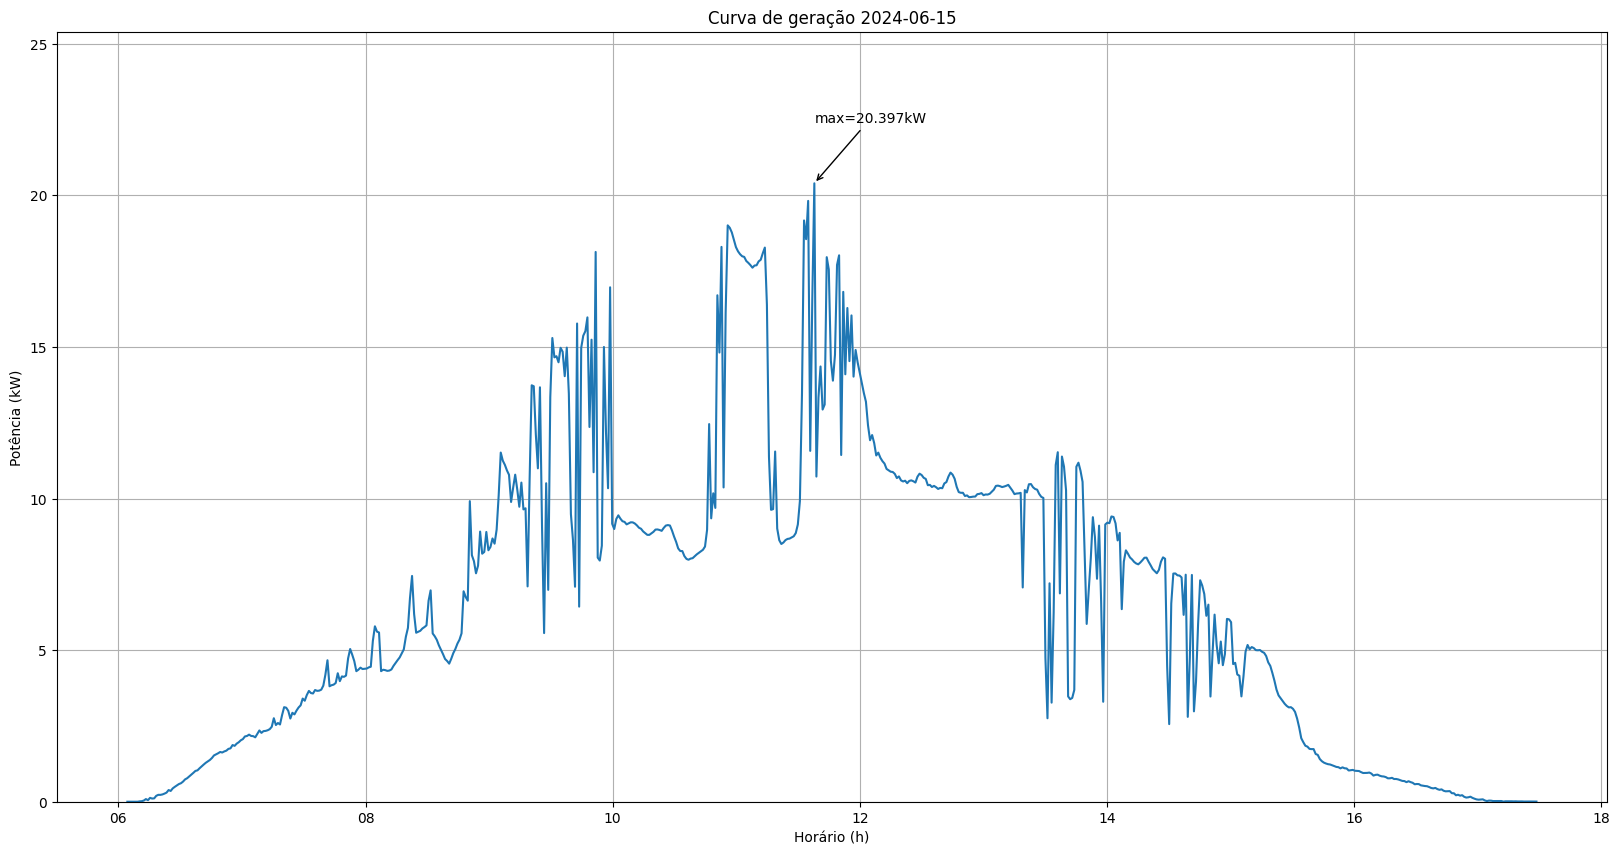 Curva de geração 2024-06-15
25
max=20.397kW
20
15
Potência (kW)
10
5
0
06 08 10 12 14 16 18
Horário (h)